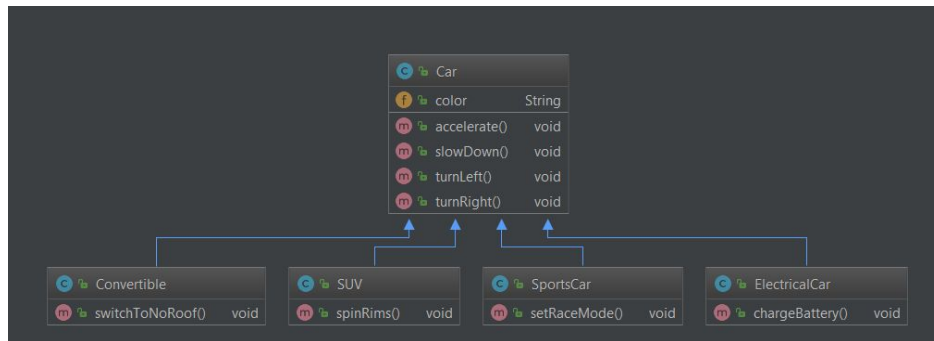 Car
color String
accelerate() void
slowDown() void
turnLeft() void
turnRight() void
Convertible
switchToNoRoof() void
SUV
spinRims() void
SportsCar
setRaceMode() void
ElectricalCar
chargeBattery() void